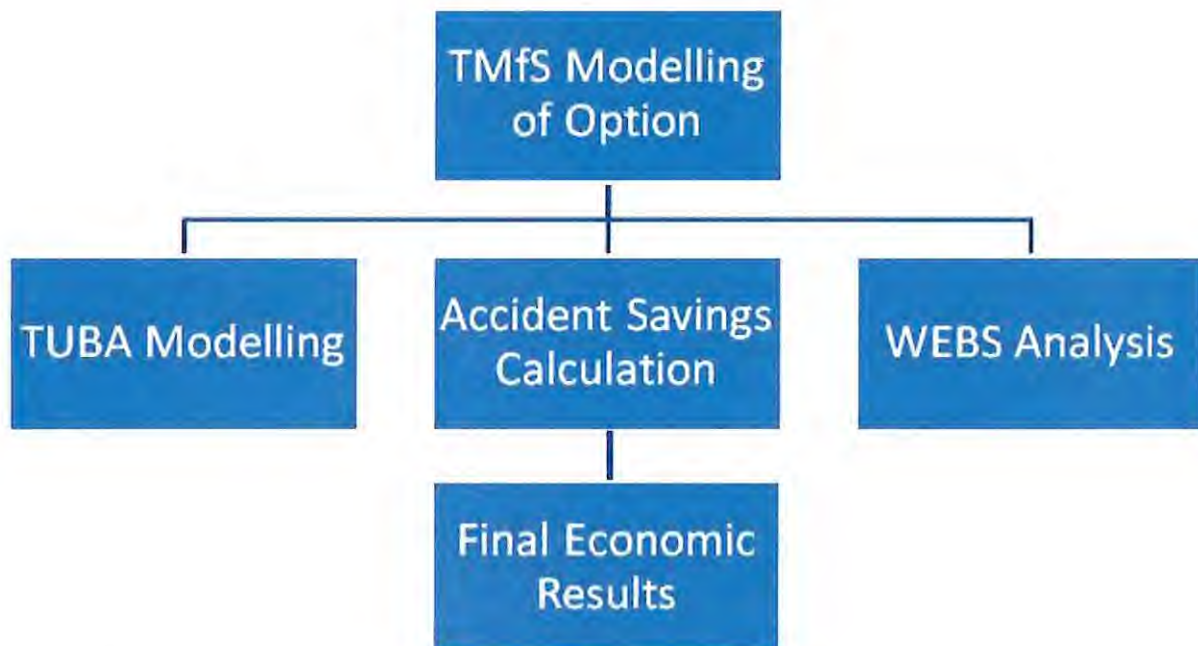 TMfS Modelling
of Option
TUBA Modelling
Accident Savings
Calculation
WEBS Analysis
Final Economic
Results